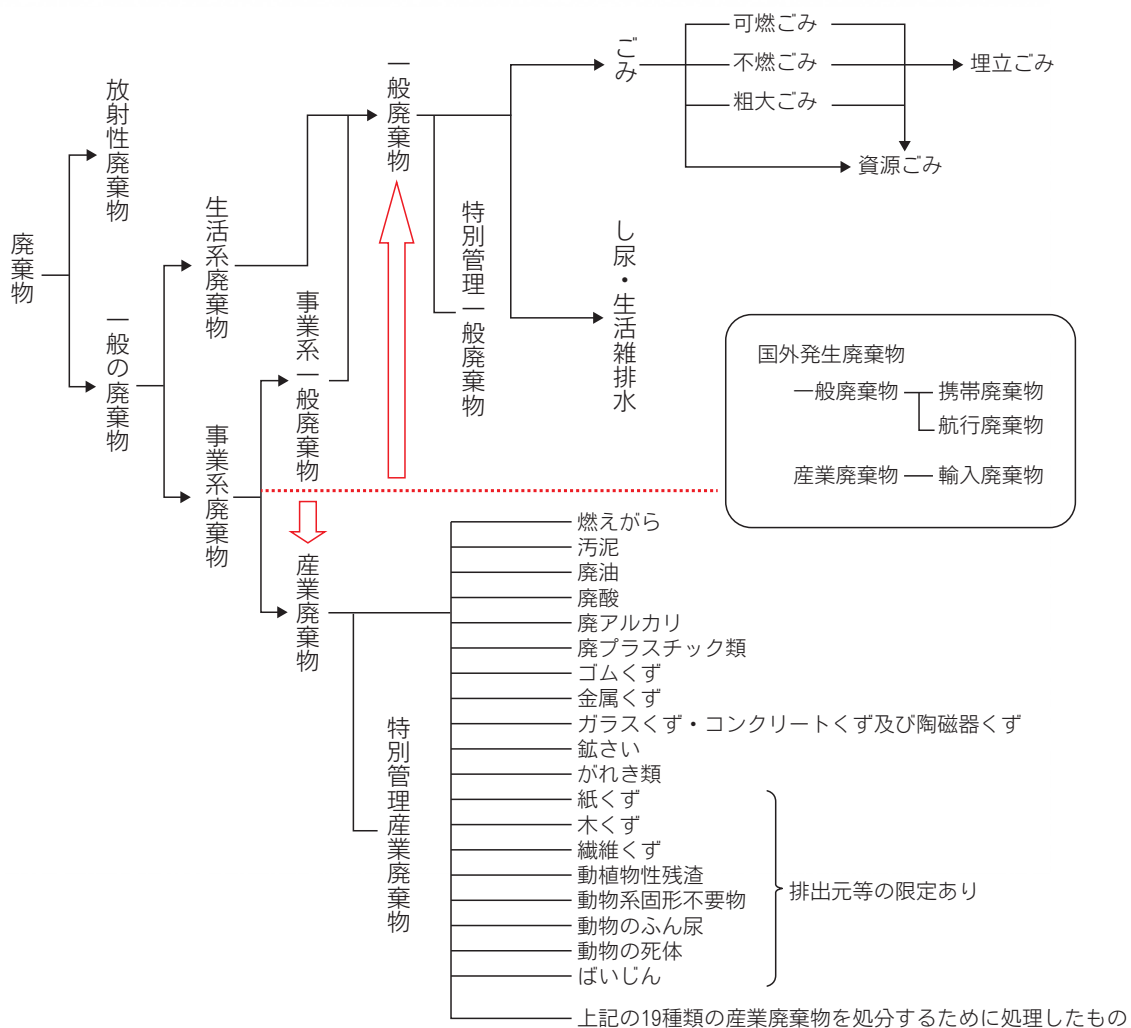 廃棄物
放射性廃棄物
一般の廃棄物
生活系廃棄物
事業系廃棄物
事業系一般廃棄物
産業廃棄物
一般廃棄物
特別管理一般廃棄物
ごみ
し尿・生活雑排水
可燃ごみ
不燃ごみ
粗大ごみ
埋立ごみ
資源ごみ
国外発生廃棄物
一般廃棄物
携帯廃棄物
航行廃棄物
産業廃棄物
輸入廃棄物
特別管理産業廃棄物
燃えがら
汚泥
廃油
廃酸
廃アルカリ
廃プラスチック類
ゴムくず
金属くず
ガラスくず・コンクリートくず及び陶磁器くず
鉱さい
がれき類
紙くず
木くず
繊維くず
動植物性残渣
動物系固形不要物
動物のふん尿
動物の死体
ばいじん
排出元等の限定あり
上記の19種類の産業廃棄物を処分するために処理したもの